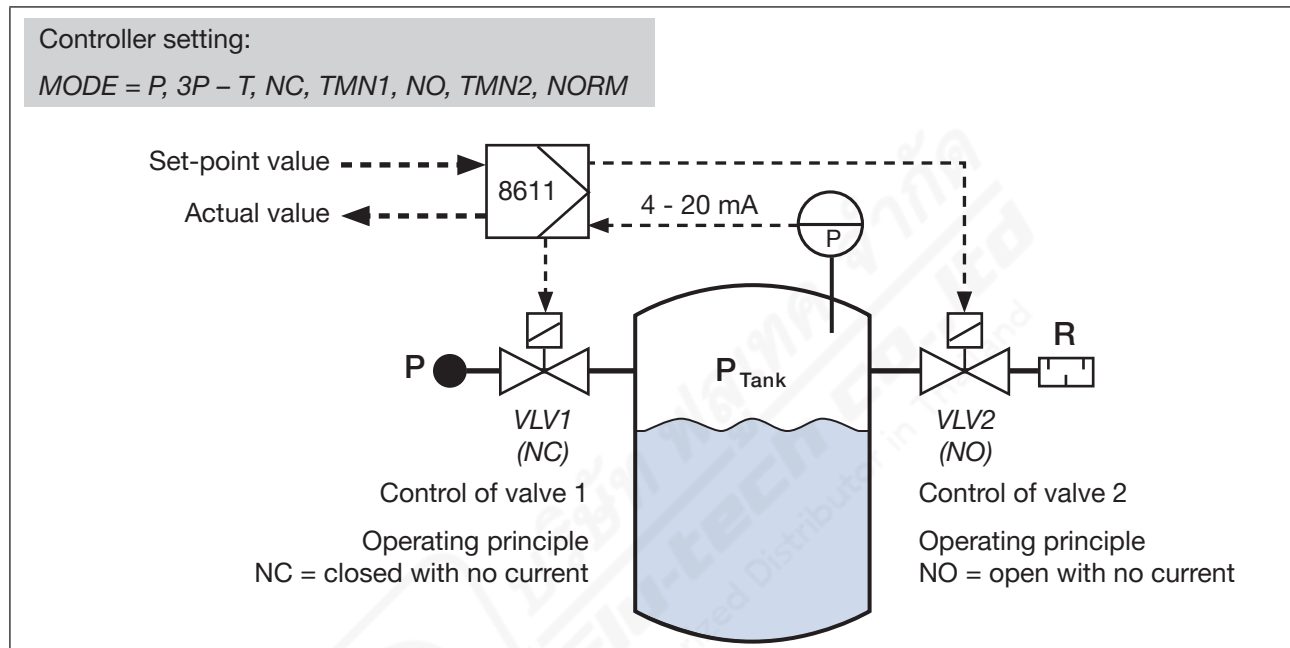 Controller setting:
MODE = P, 3P – T, NC, TMN1, NO, TMN2, NORM
Set-point value
8611
Actual value
4 - 20 mA
P
P
P Tank
R
VLV1
(NC)
VLV2
(NO)
Control of valve 1
Control of valve 2
Operating principle
NC = closed with no current
Operating principle
NO = open with no current